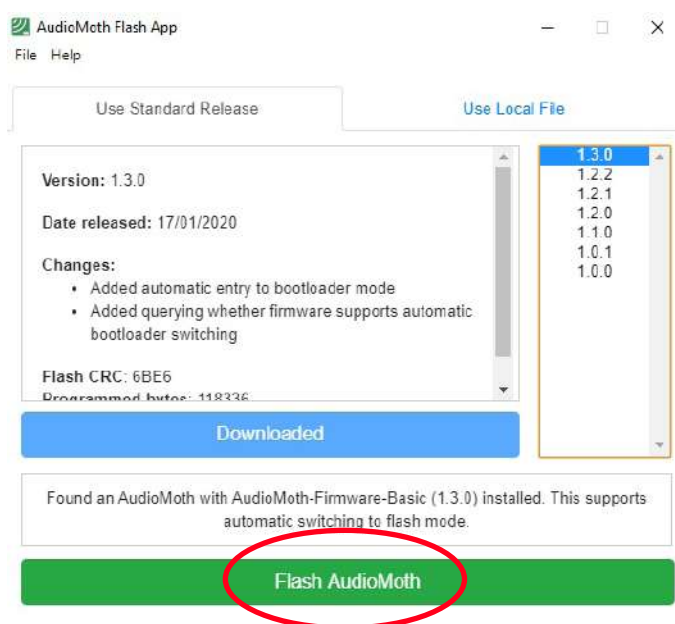 AudioMoth Flash App
File Help
Use Standard Release
Use Local File
Version: 1.3.0
Date released: 17/01/2020
Changes:
• Added automatic entry to bootloader mode
• Added querying whether firmware supports automatic
bootloader switching
Flash CRC: 6BE6
Programmed bytes: 118336
Downloaded
1.3.0
1.2.2
1.2.1
1.2.0
1.1.0
1.0.1
1.0.0
Found an AudioMoth with AudioMoth-Firmware-Basic (1.3.0) installed. This supports
automatic switching to flash mode.
Flash AudioMoth